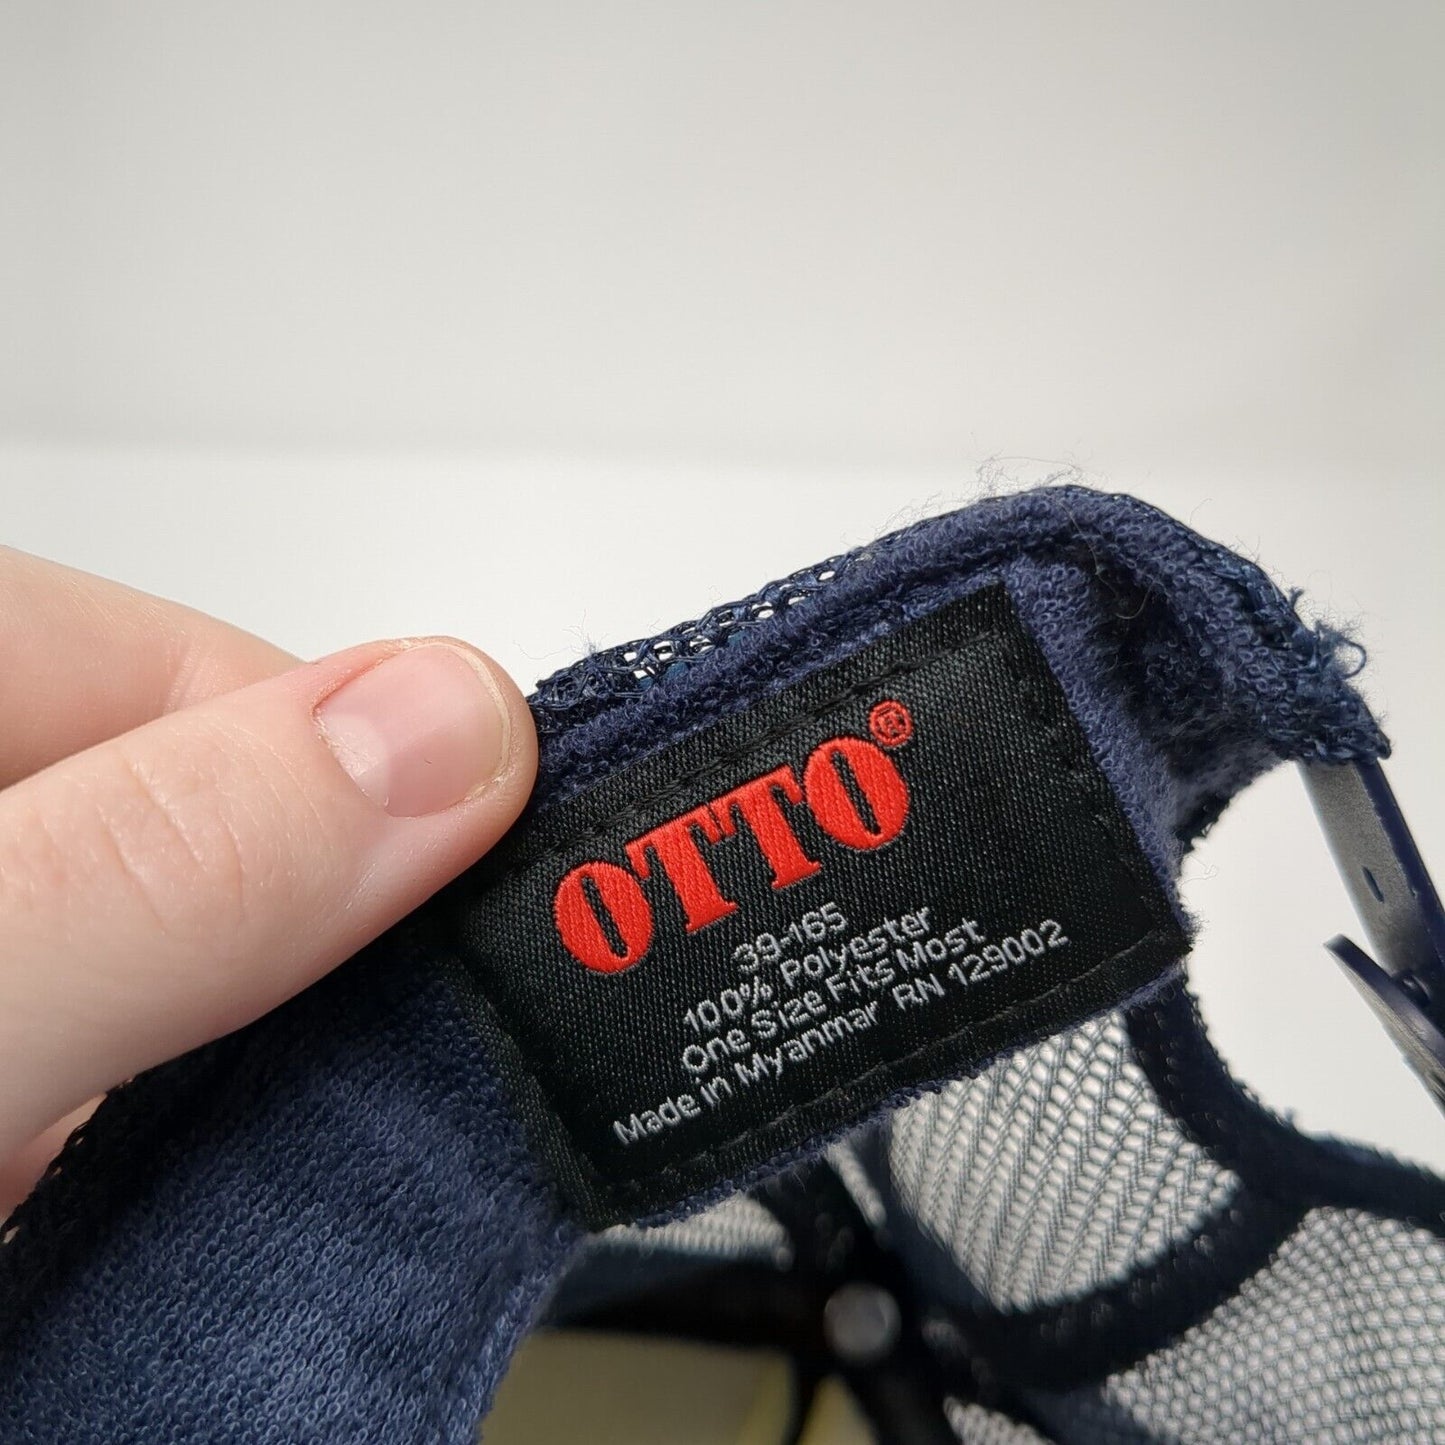 OTTO®
39-165
100% Polyester
One Size Fits Most
Made in Myanmar RN 129002